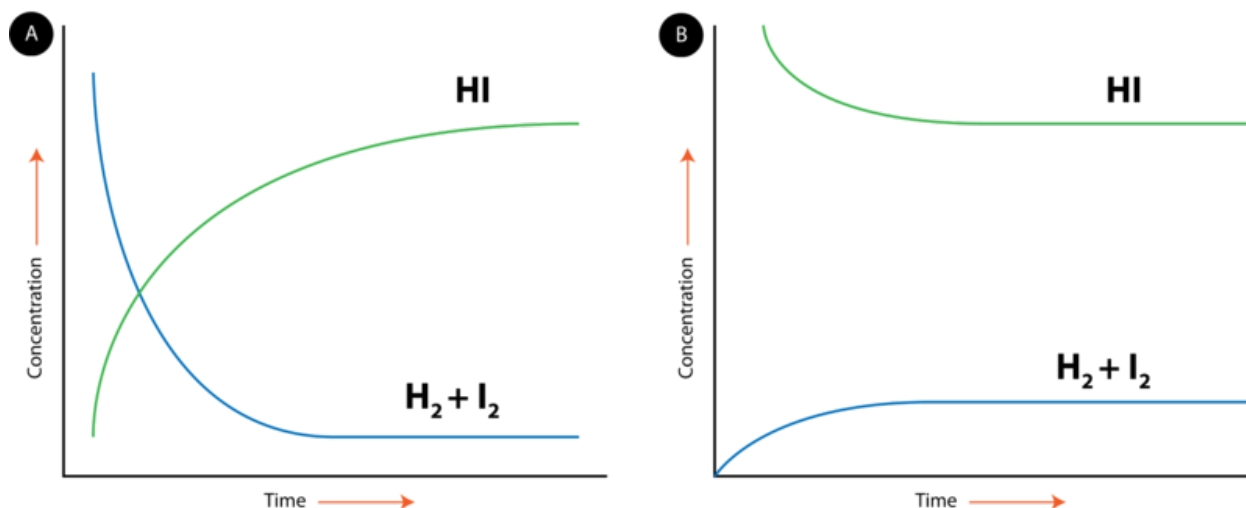 A
HI
H₂ + I₂
Concentration
Time
B
HI
H₂ + I₂
Concentration
Time